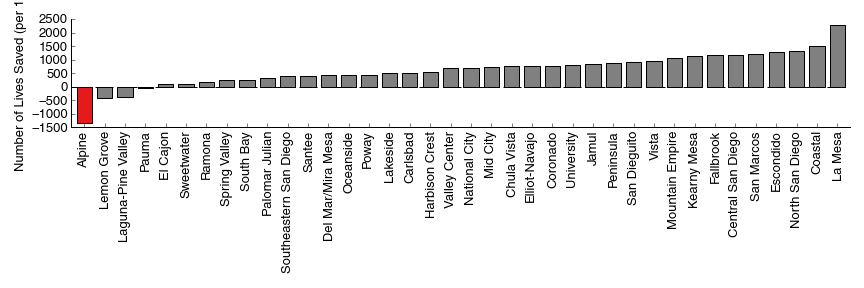 Number of Lives Saved (per 1
2500
2000
1500
1000
500
0
−500
−1000
−1500
Alpine
Lemon Grove
Laguna-Pine Valley
Pauma
El Cajon
Sweetwater
Ramona
Spring Valley
South Bay
Palomar Julian
Southeastern San Diego
Santee
Del Mar/Mira Mesa
Oceanside
Poway
Lakeside
Carlsbad
Harbison Crest
Valley Center
National City
Mid City
Chula Vista
Elliot-Navajo
Coronado
University
Jamul
Peninsula
San Dieguito
Vista
Mountain Empire
Kearny Mesa
Fallbrook
Central San Diego
San Marcos
Escondido
North San Diego
Coastal
La Mesa